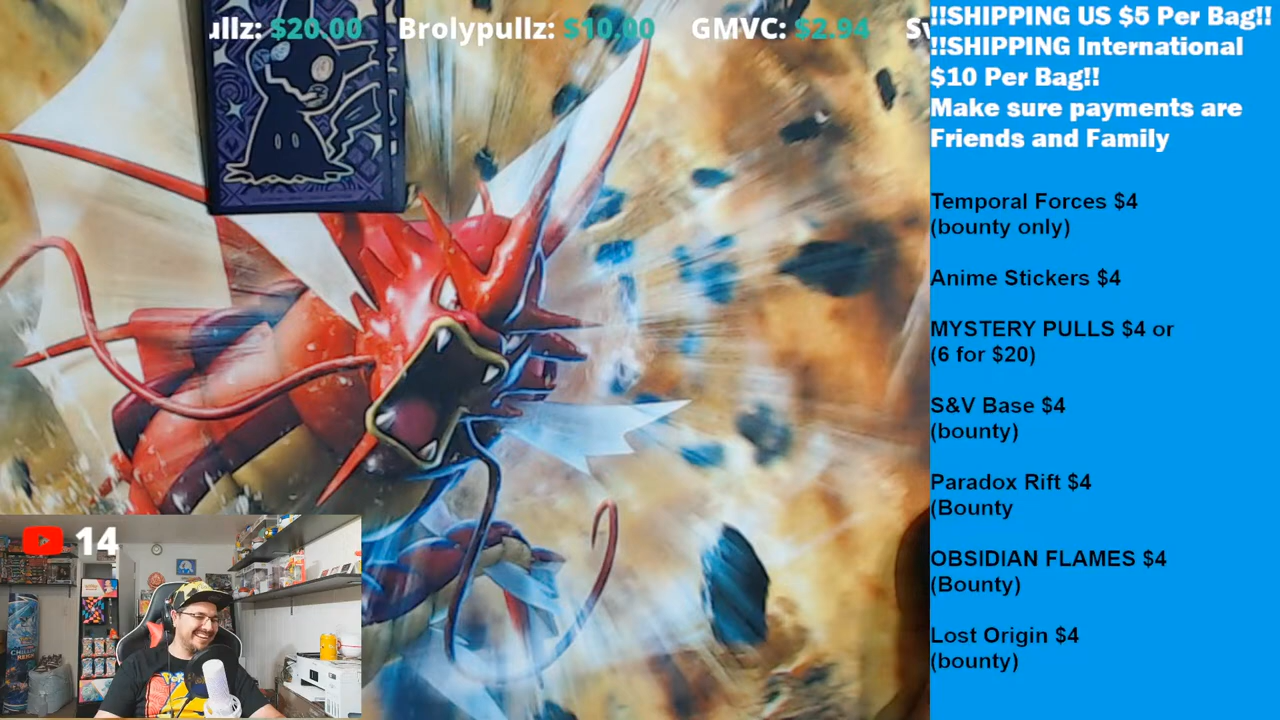 Brolypullz: $10.00 GMVC: $2.94
$20.00
!!SHIPPING US $5 Per Bag!!
!!SHIPPING International
$10 Per Bag!!
Make sure payments are
Friends and Family
Temporal Forces $4
(bounty only)
Anime Stickers $4
MYSTERY PULLS $4 or
(6 for $20)
S&V Base $4
(bounty)
Paradox Rift $4
(Bounty
OBSIDIAN FLAMES $4
(Bounty)
Lost Origin $4
(bounty)
14